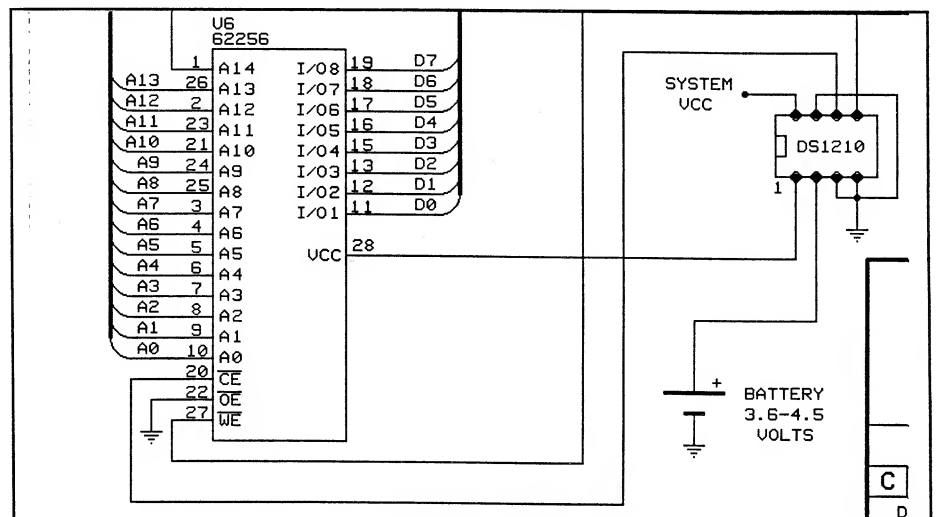 U6
62256
1 A14 I/O8 19 D7
A13 26 A13 I/O7 18 D6
A12 2 A12 I/O6 17 D5
A11 23 A11 I/O5 16 D4
A10 21 A10 I/O4 15 D3
A9 24 A9 I/O3 13 D2
A8 25 A8 I/O2 12 D1
A7 3 A7 I/O1 11 D0
A6 4 A6
A5 5 A5 VCC 28
A4 6 A4
A3 7 A3
A2 8 A2
A1 9 A1
A0 10 A0
20 CE
22 OE
27 WE
SYSTEM
VCC
DS1210
1
+
BATTERY
3.6-4.5
VOLTS
C
D